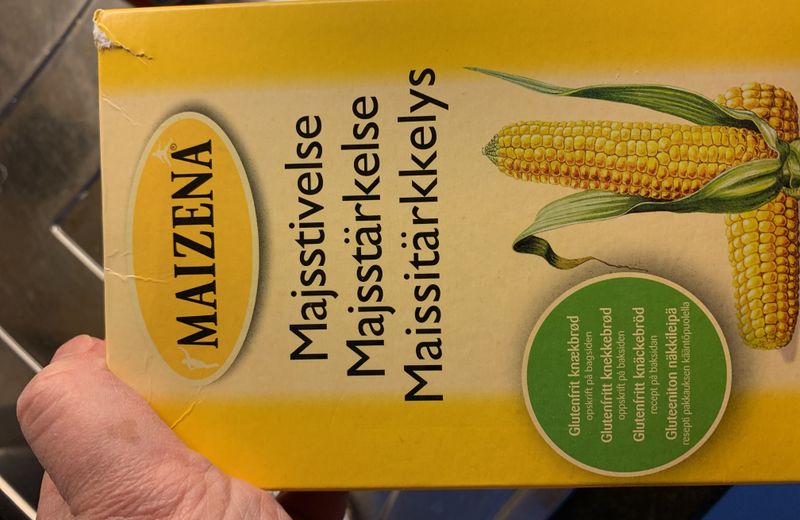 MAIZENA®
Majsstivelse
Majsstärkelse
Maissitärkkelys
Glutenfrit knækbrød
opskrift på bagsiden
Glutenfritt knekkebrød
oppskrift på baksiden
Glutenfritt knäckebröd
recept på baksidan
Gluteeniton näkkileipä
resepti pakkauksen kääntöpuolella